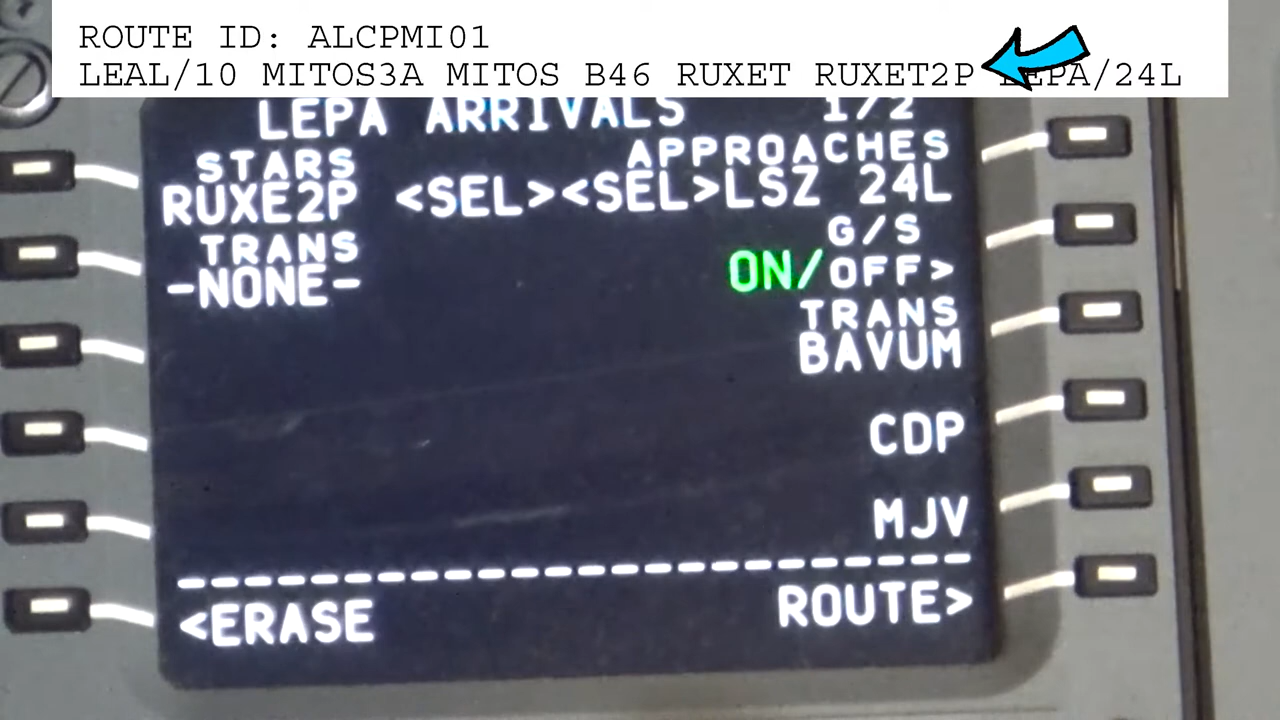 ROUTE ID: ALCPMI01
LEAL/10 MITOS3A MITOS B46 RUXET RUXET2P LEPA/24L
LEPA ARRIVALS 1/2
STARS APPROACHES
RUXE2P <SEL><SEL>LSZ 24L
TRANS G/S
-NONE- ON/OFF>
TRANS
BAVUM
CDP
MJV
<ERASE ROUTE>